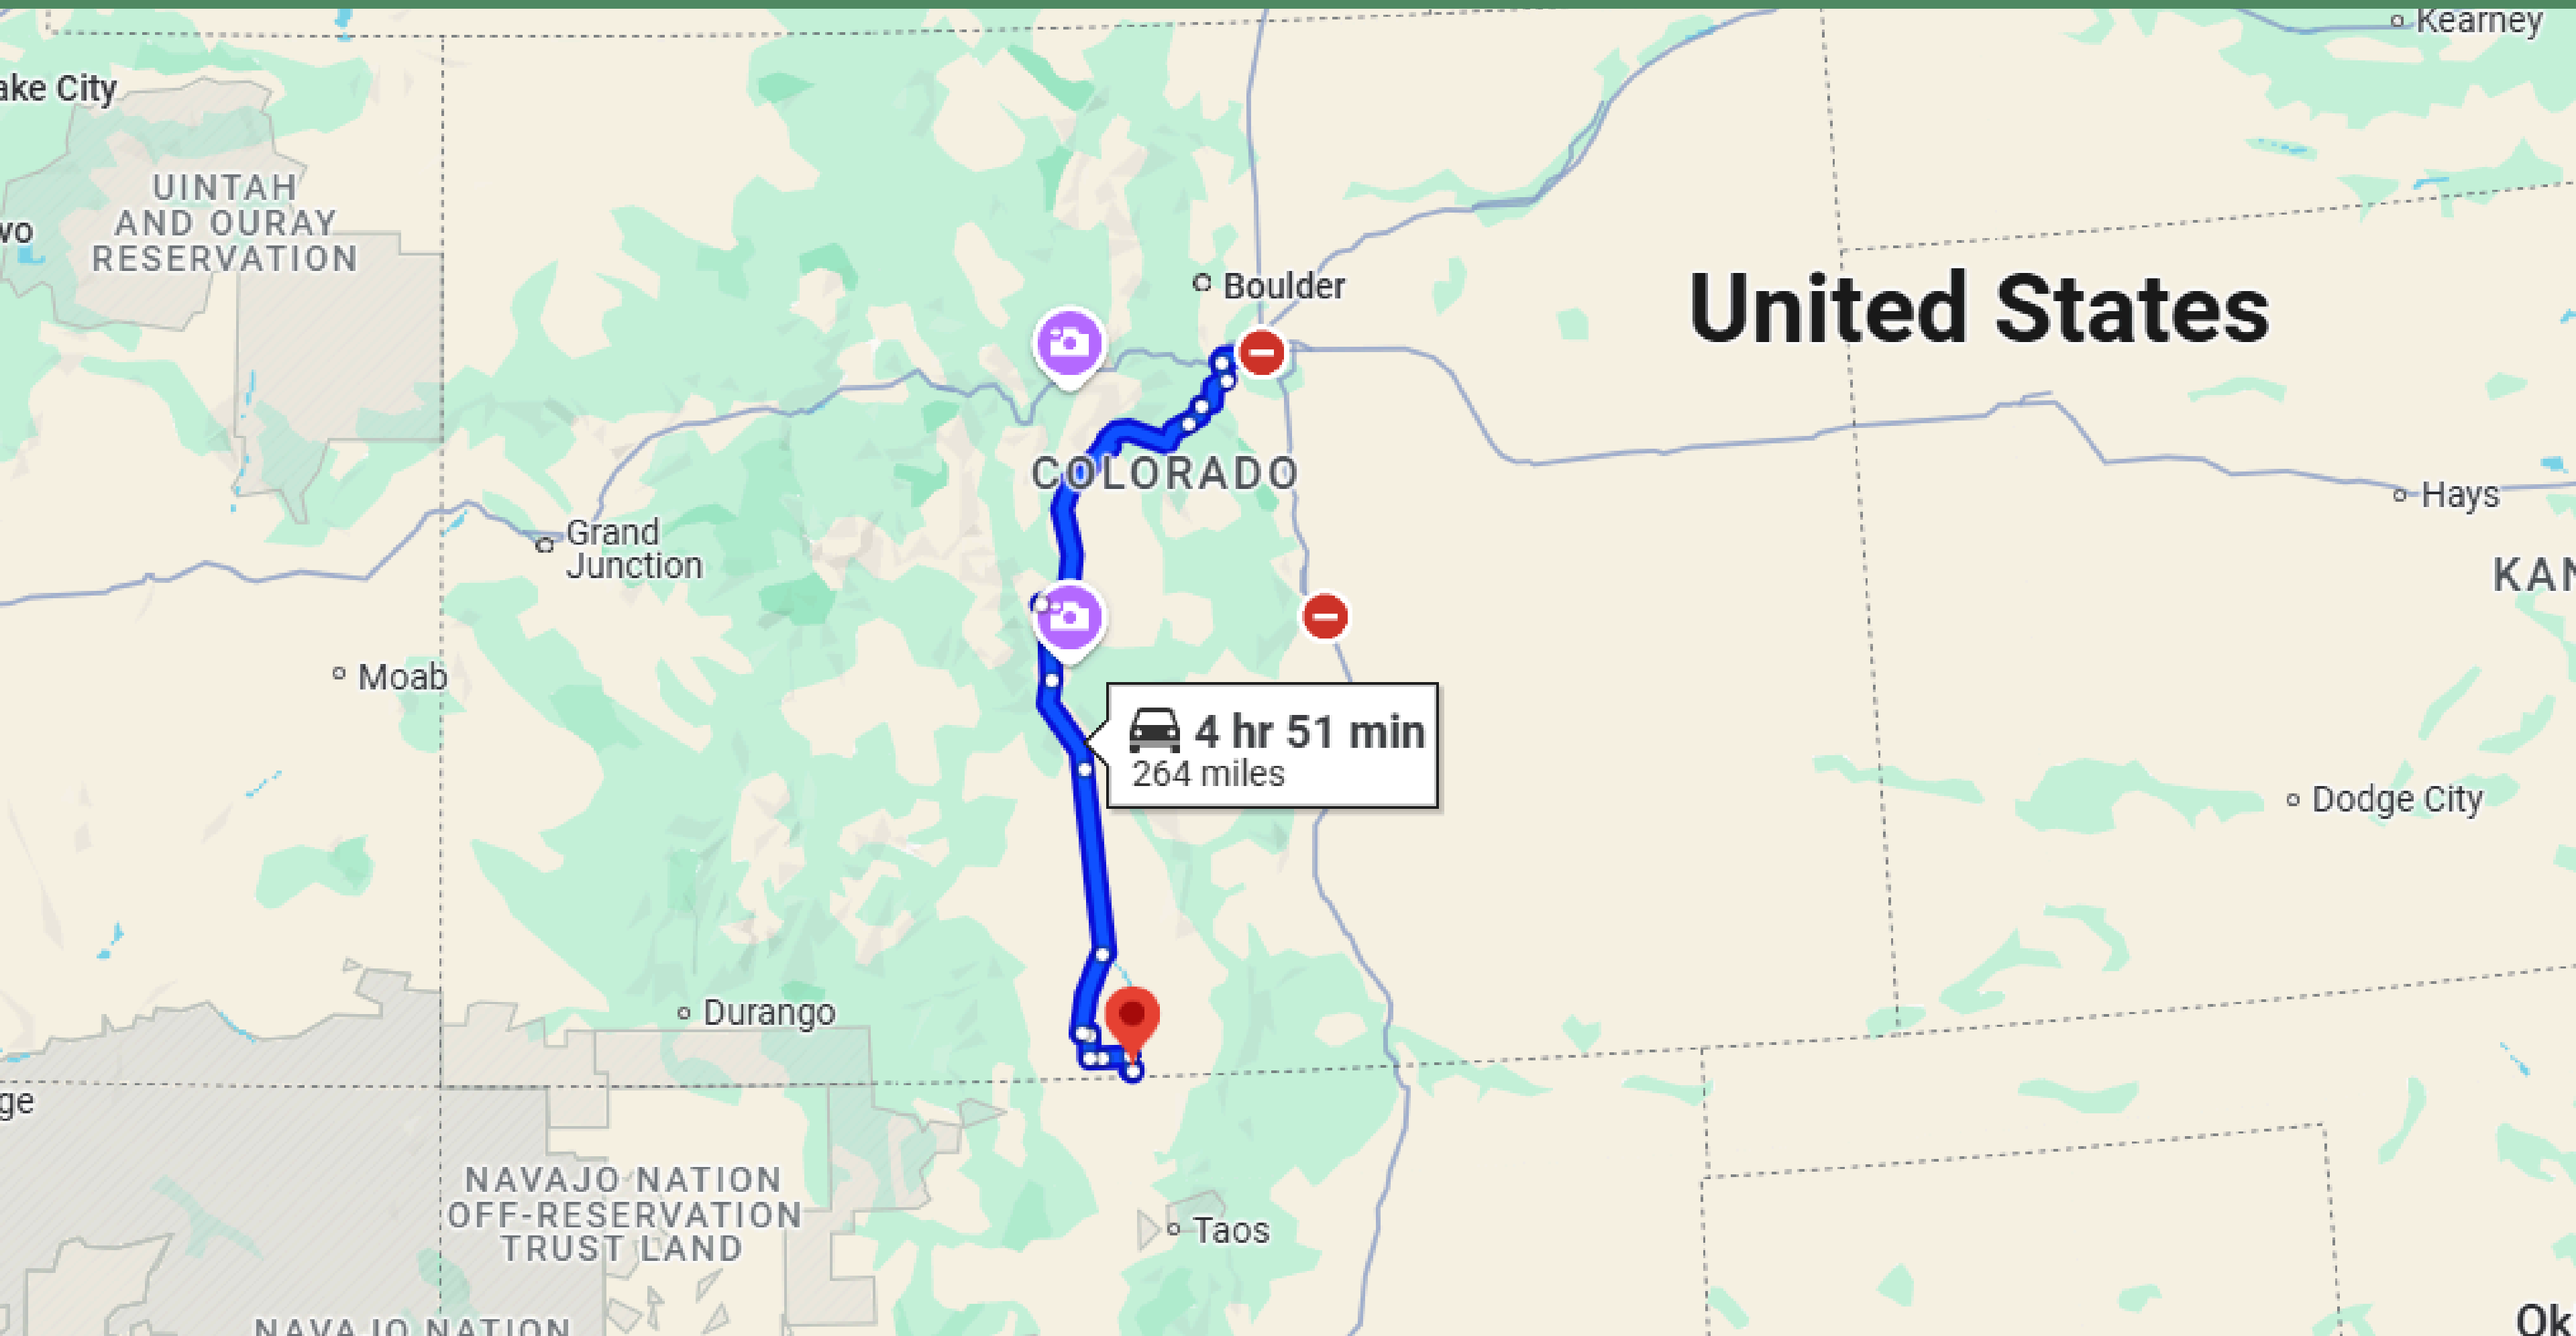 Kearney
ake City
UINTAH
AND OURAY
RESERVATION
vo
Boulder
United States
COLORADO
Hays
Grand
Junction
KAN
Moab
4 hr 51 min
264 miles
Dodge City
Durango
ge
NAVAJO NATION
OFF-RESERVATION
TRUST LAND
Taos
NAVAJO NATION
Ok